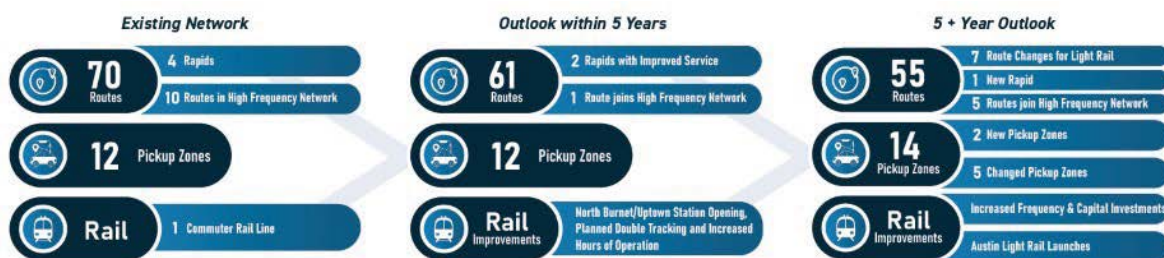 Existing Network
70
Routes
4 Rapids
10 Routes in High Frequency Network
12 Pickup Zones
Rail
1 Commuter Rail Line
Outlook within 5 Years
61
Routes
2 Rapids with Improved Service
1 Route joins High Frequency Network
12 Pickup Zones
Rail
Improvements
North Burnet/Uptown Station Opening,
Planned Double Tracking and Increased
Hours of Operation
5 + Year Outlook
55
Routes
7 Route Changes for Light Rail
1 New Rapid
5 Routes join High Frequency Network
14
Pickup Zones
2 New Pickup Zones
5 Changed Pickup Zones
Rail
Improvements
Increased Frequency & Capital Investments
Austin Light Rail Launches